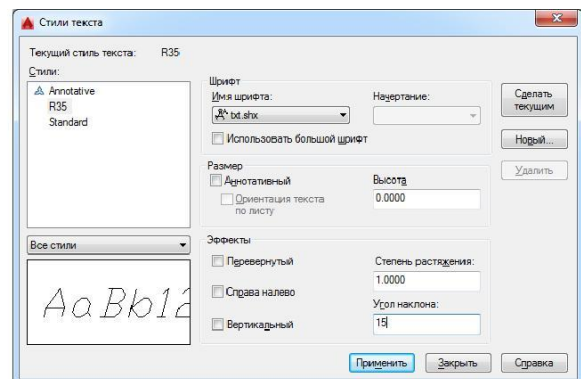 Стили текста
Текущий стиль текста: R35
Стили:
Annotative
R35
Standard
Все стили
AaBb12
Шрифт
Имя шрифта:
txt.shx
Начертание:
Использовать большой шрифт
Размер
Аннотативный
Ориентация текста
по листу
Высота
0.0000
Эффекты
Перевернутый
Справа налево
Вертикальный
Степень растяжения:
1.0000
Угол наклона:
15
Сделать
текущим
Новый...
Удалить
Применить
Закрыть
Справка